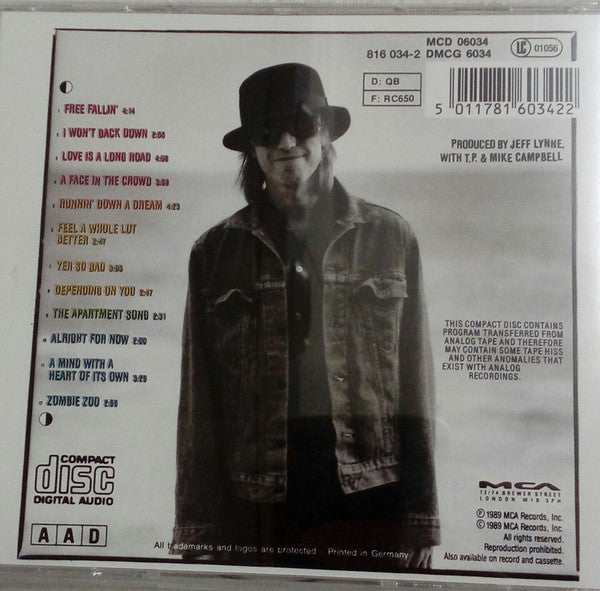 MCD 06034
816 034-2 DMCG 6034
LC 01056
D: QB
F: RC650
5 011781 603422
PRODUCED BY JEFF LYNNE,
WITH T.P. & MIKE CAMPBELL
FREE FALLIN' 4:14
I WON'T BACK DOWN 2:56
LOVE IS A LONG ROAD 4:06
A FACE IN THE CROWD 3:58
RUNNIN' DOWN A DREAM 4:23
FEEL A WHOLE LOT
BETTER 2:47
YER SO BAD 3:05
DEPENDING ON YOU 2:47
THE APARTMENT SONG 2:31
ALRIGHT FOR NOW 2:00
A MIND WITH A
HEART OF ITS OWN 3:29
ZOMBIE ZOO 2:56
THIS COMPACT DISC CONTAINS
PROGRAM TRANSFERRED FROM
ANALOG TAPE AND THEREFORE
MAY CONTAIN SOME TAPE HISS
AND OTHER ANOMALIES THAT
EXIST WITH ANALOG
RECORDINGS.
COMPACT
disc
DIGITAL AUDIO
AAD
MCA
72/74 BREWER STREET
LONDON W1R 3PH
℗ 1989 MCA Records, Inc.
© 1989 MCA Records, Inc.
All rights reserved.
Reproduction prohibited.
Also available on record and cassette.
All trademarks and logos are protected Printed in Germany